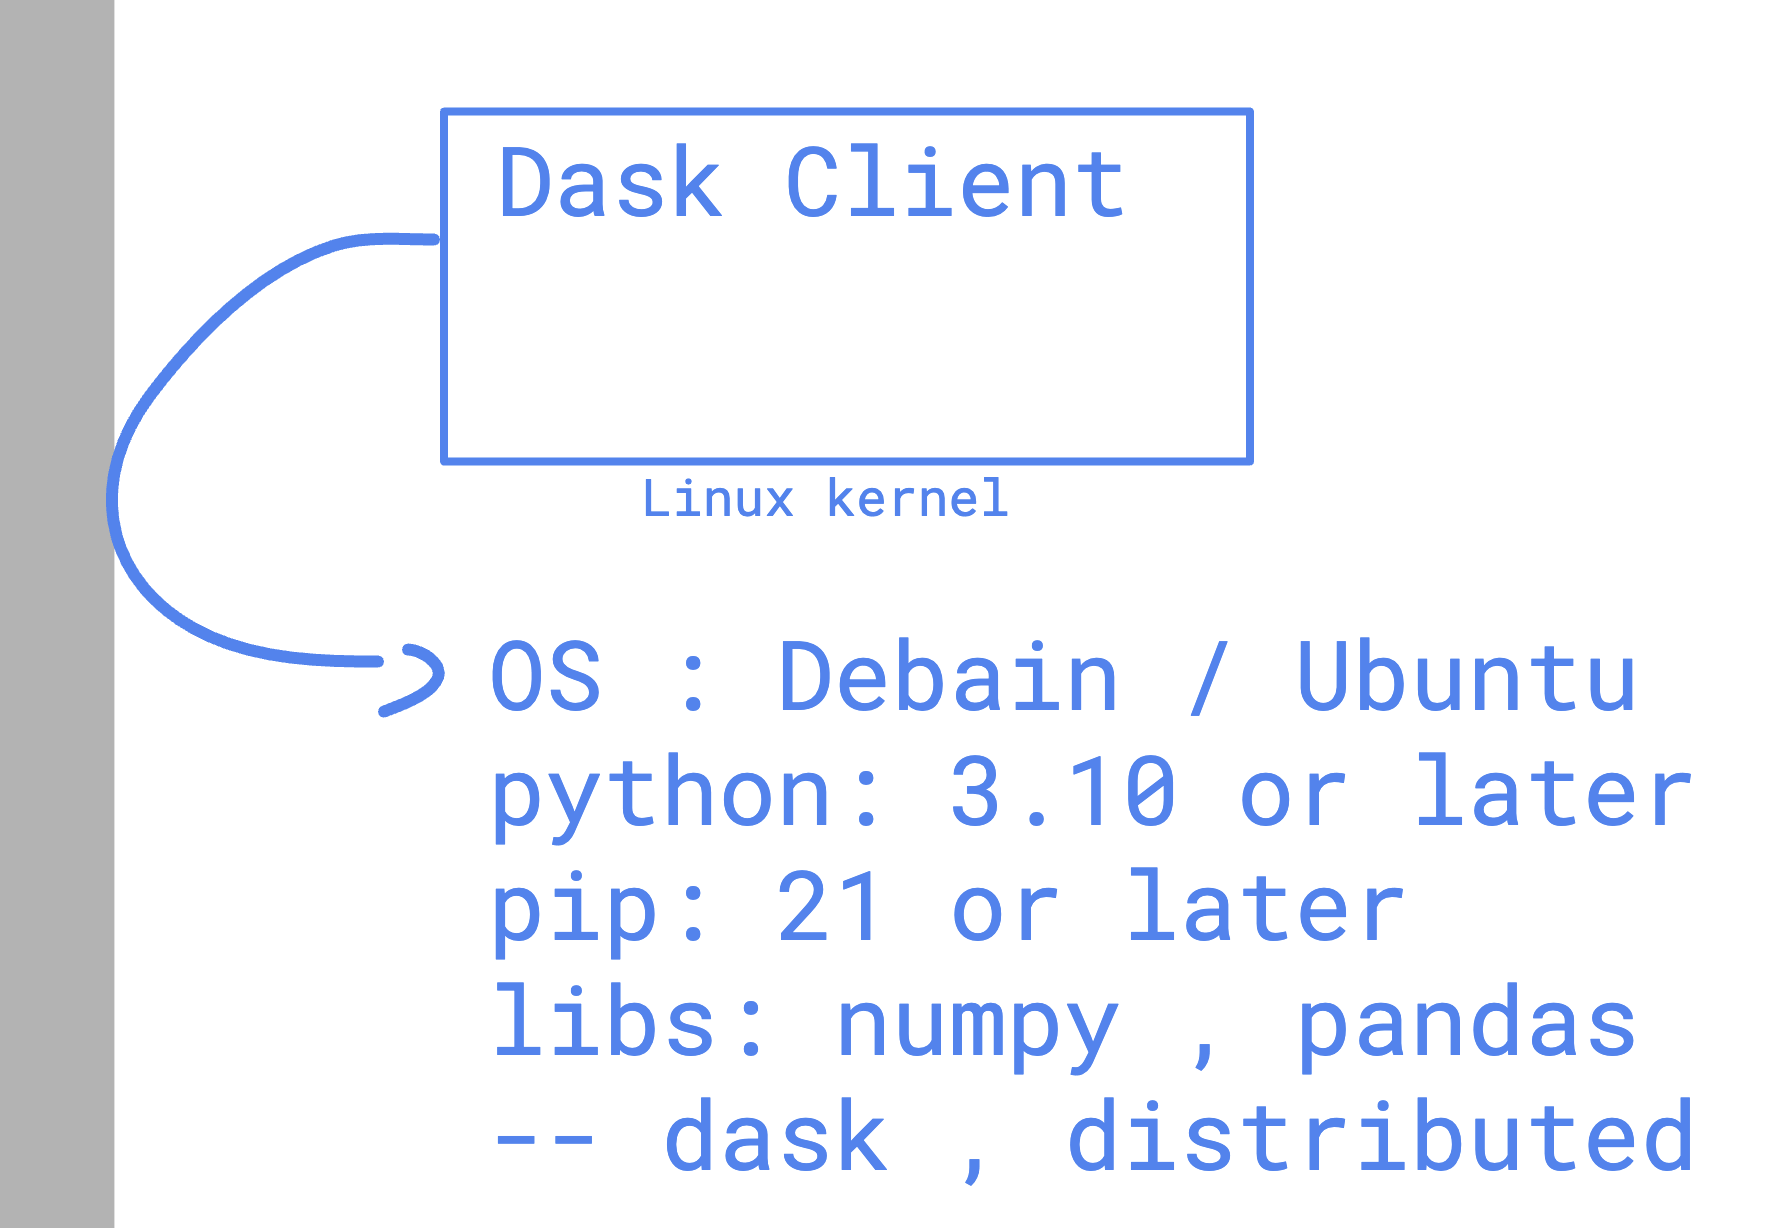 Dask Client
Linux kernel
OS : Debain / Ubuntu
python: 3.10 or later
pip: 21 or later
libs: numpy , pandas
-- dask , distributed